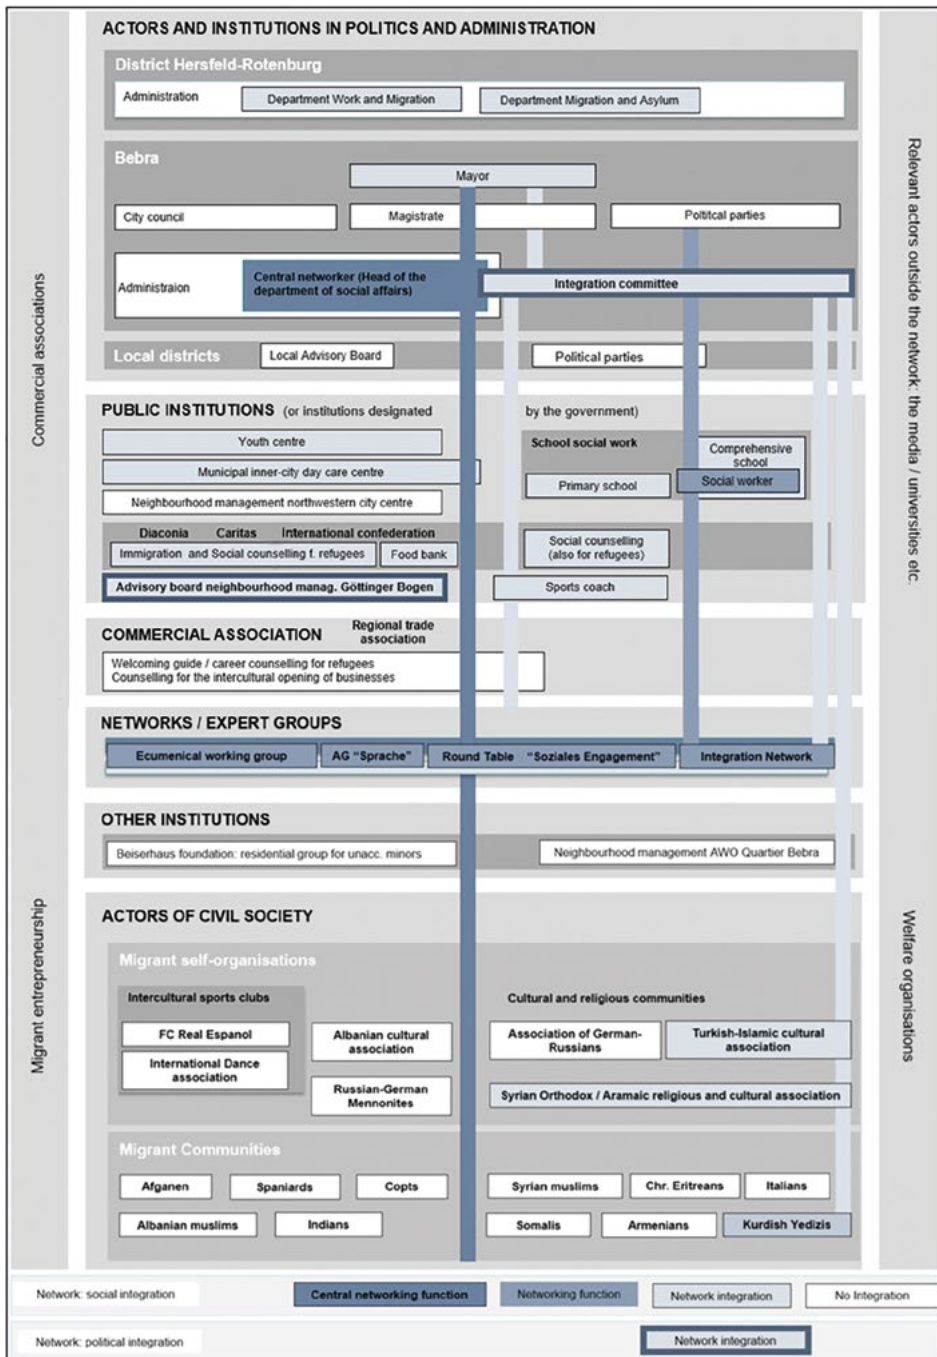 ACTORS AND INSTITUTIONS IN POLITICS AND ADMINISTRATION
District Hersfeld-Rotenburg
Administration
Department Work and Migration
Department Migration and Asylum
Bebra
Mayor
City council
Magistrate
Poltitcal parties
Administraion
Central networker (Head of the
department of social affairs)
Integration committee
Local districts
Local Advisory Board
Political parties
PUBLIC INSTITUTIONS (or institutions designated
by the government)
Youth centre
Municipal inner-city day care centre
Neighbourhood management northwestern city centre
School social work
Comprehensive
school
Primary school
Social worker
Diaconia
Caritas
International confederation
Immigration and Social counselling f. refugees
Food bank
Social counselling
(also for refugees)
Advisory board neighbourhood manag. Göttinger Bogen
Sports coach
COMMERCIAL ASSOCIATION
Regional trade
association
Welcoming guide / career counselling for refugees
Counselling for the intercultural opening of businesses
NETWORKS / EXPERT GROUPS
Ecumenical working group
AG "Sprache"
Round Table "Soziales Engagement"
Integration Network
OTHER INSTITUTIONS
Beiserhaus foundation: residential group for unacc. minors
Neighbourhood management AWO Quartier Bebra
ACTORS OF CIVIL SOCIETY
Migrant self-organisations
Intercultural sports clubs
FC Real Espanol
International Dance
association
Albanian cultural
association
Russian-German
Mennonites
Cultural and religious communities
Association of German-
Russians
Turkish-Islamic cultural
association
Syrian Orthodox / Aramaic religious and cultural association
Migrant Communities
Afganen
Spaniards
Copts
Syrian muslims
Chr. Eritreans
Italians
Albanian muslims
Indians
Somalis
Armenians
Kurdish Yedizis
Commercial associations
Migrant entrepreneurship
Relevant actors outside the network: the media / universities etc.
Welfare organisations
Network: social integration
Central networking function
Networking function
Network integration
No Integration
Network: political integration
Network integration